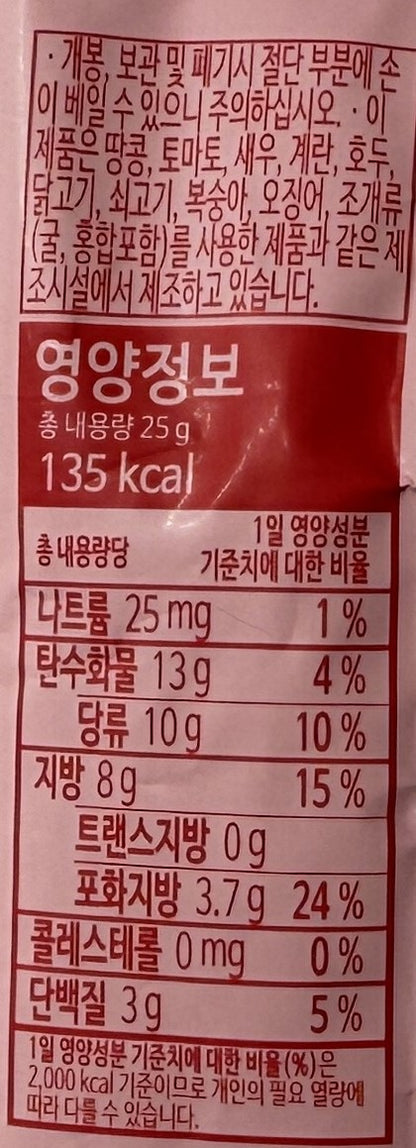 · 개봉, 보관 및 폐기시 절단 부분에 손
이 베일 수 있으니 주의하십시오. · 이
제품은 땅콩, 토마토, 새우, 계란, 호두,
닭고기, 쇠고기, 복숭아, 오징어, 조개류
(굴, 홍합포함)를 사용한 제품과 같은 제
조시설에서 제조하고 있습니다.
영양정보
총 내용량 25 g
135 kcal
총 내용량당 1일 영양성분
기준치에 대한 비율
나트륨 25 mg 1 %
탄수화물 13 g 4 %
당류 10 g 10 %
지방 8 g 15 %
트랜스지방 0 g
포화지방 3.7 g 24 %
콜레스테롤 0 mg 0 %
단백질 3 g 5 %
1일 영양성분 기준치에 대한 비율(%)은
2,000 kcal 기준이므로 개인의 필요 열량에
따라 다를 수 있습니다.